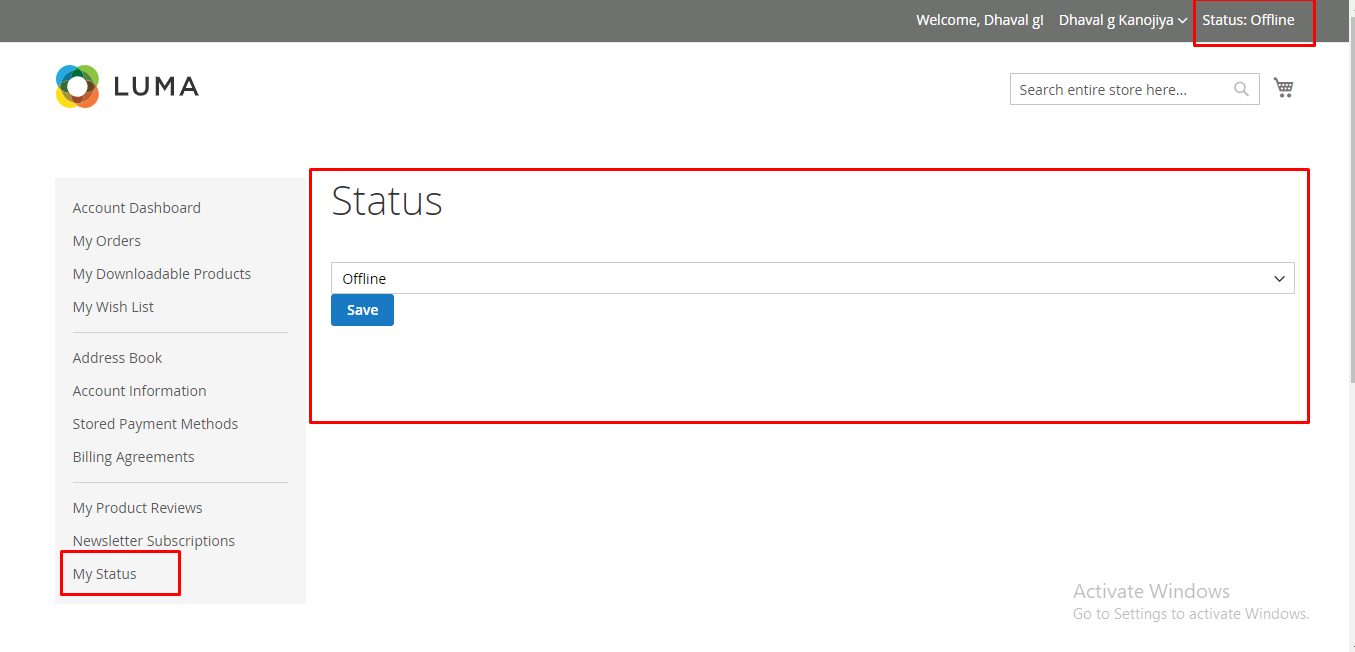 Welcome, Dhaval g! Dhaval g Kanojiya Status: Offline
LUMA
Search entire store here...
Account Dashboard
My Orders
My Downloadable Products
My Wish List
Address Book
Account Information
Stored Payment Methods
Billing Agreements
My Product Reviews
Newsletter Subscriptions
My Status
Status
Offline
Save
Activate Windows
Go to Settings to activate Windows.